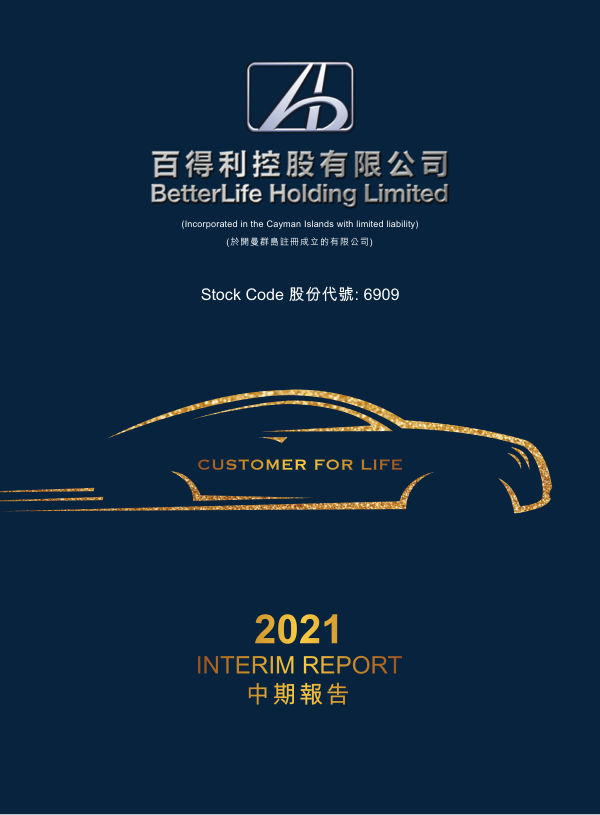 百得利控股有限公司
BetterLife Holding Limited
(Incorporated in the Cayman Islands with limited liability)
(於開曼群島註冊成立的有限公司)
Stock Code 股份代號: 6909
CUSTOMER FOR LIFE
2021
INTERIM REPORT
中期報告